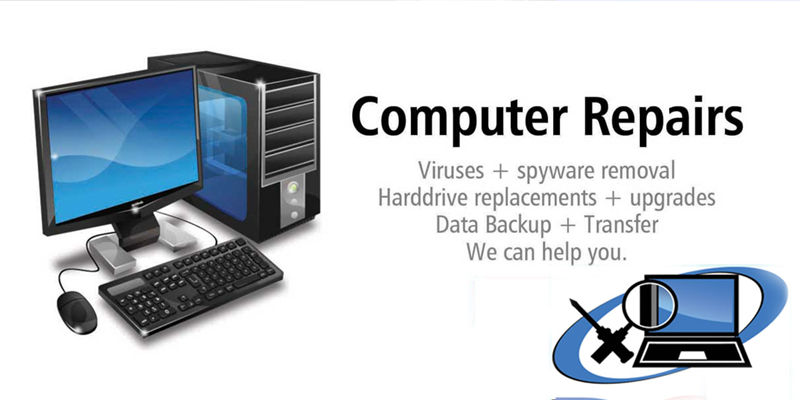 Computer Repairs
Viruses + spyware removal
Harddrive replacements + upgrades
Data Backup + Transfer
We can help you.